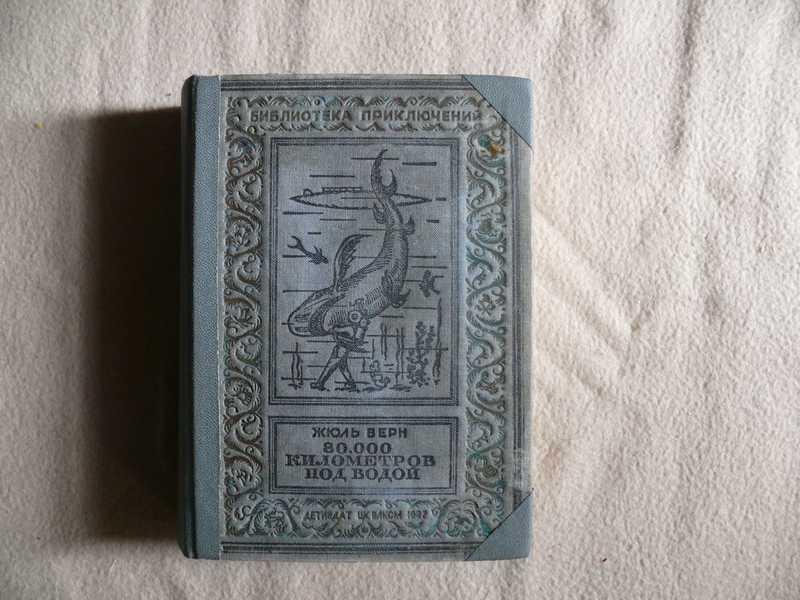 БИБЛИОТЕКА ПРИКЛЮЧЕНИЙ
ЖЮЛЬ ВЕРН
80.000
КИЛОМЕТРОВ
ПОД ВОДОЙ
ДЕТИЗДАТ ЦК ВЛКСМ 1937